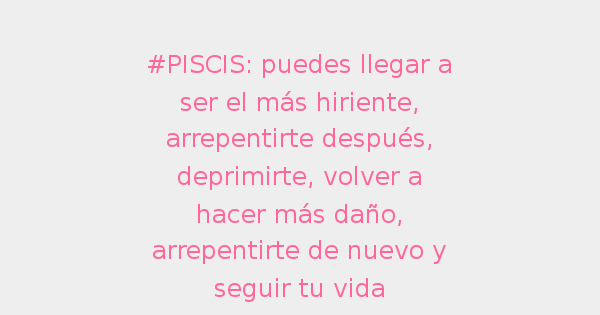 #PISCIS: puedes llegar a
ser el más hiriente,
arrepentirte después,
deprimirte, volver a
hacer más daño,
arrepentirte de nuevo y
seguir tu vida